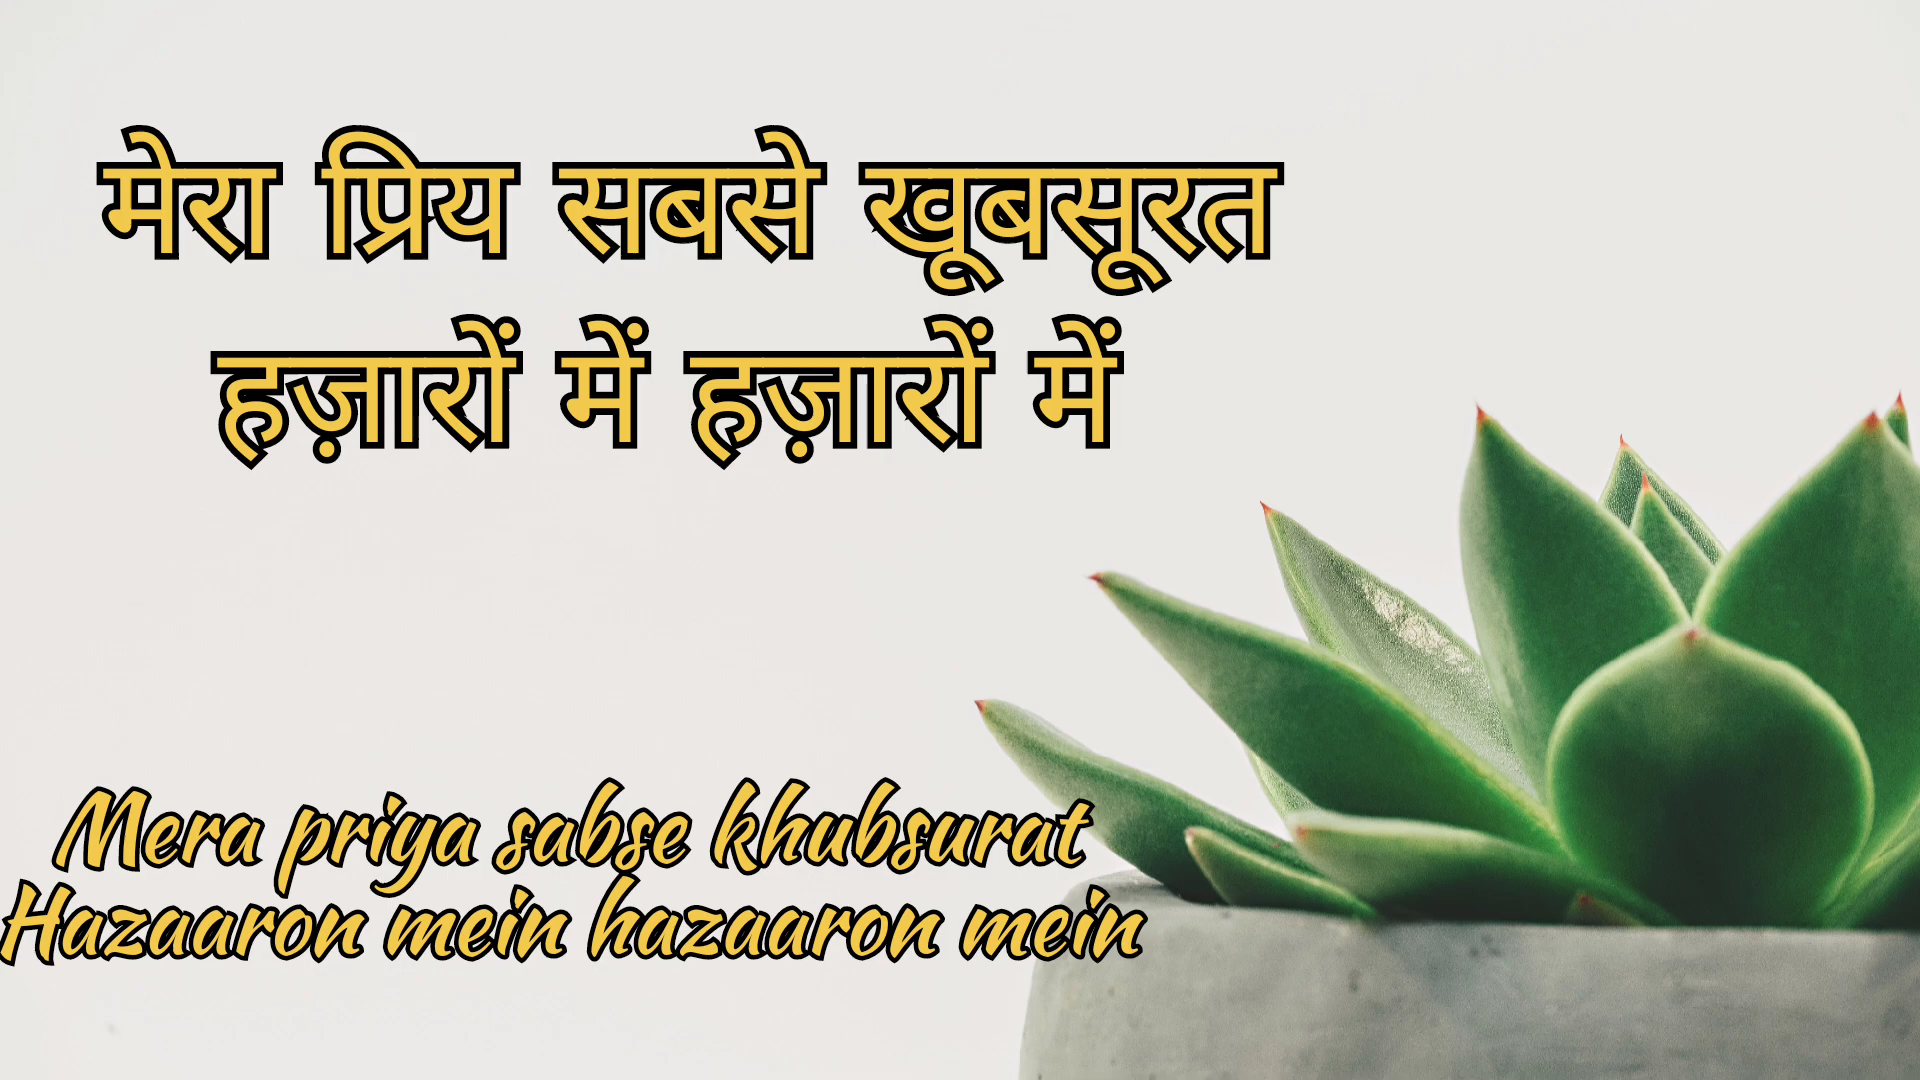 मेरा प्रिय सबसे खूबसूरत
हज़ारों में हज़ारों में
Mera priya sabse khubsurat
Hazaaron mein hazaaron mein